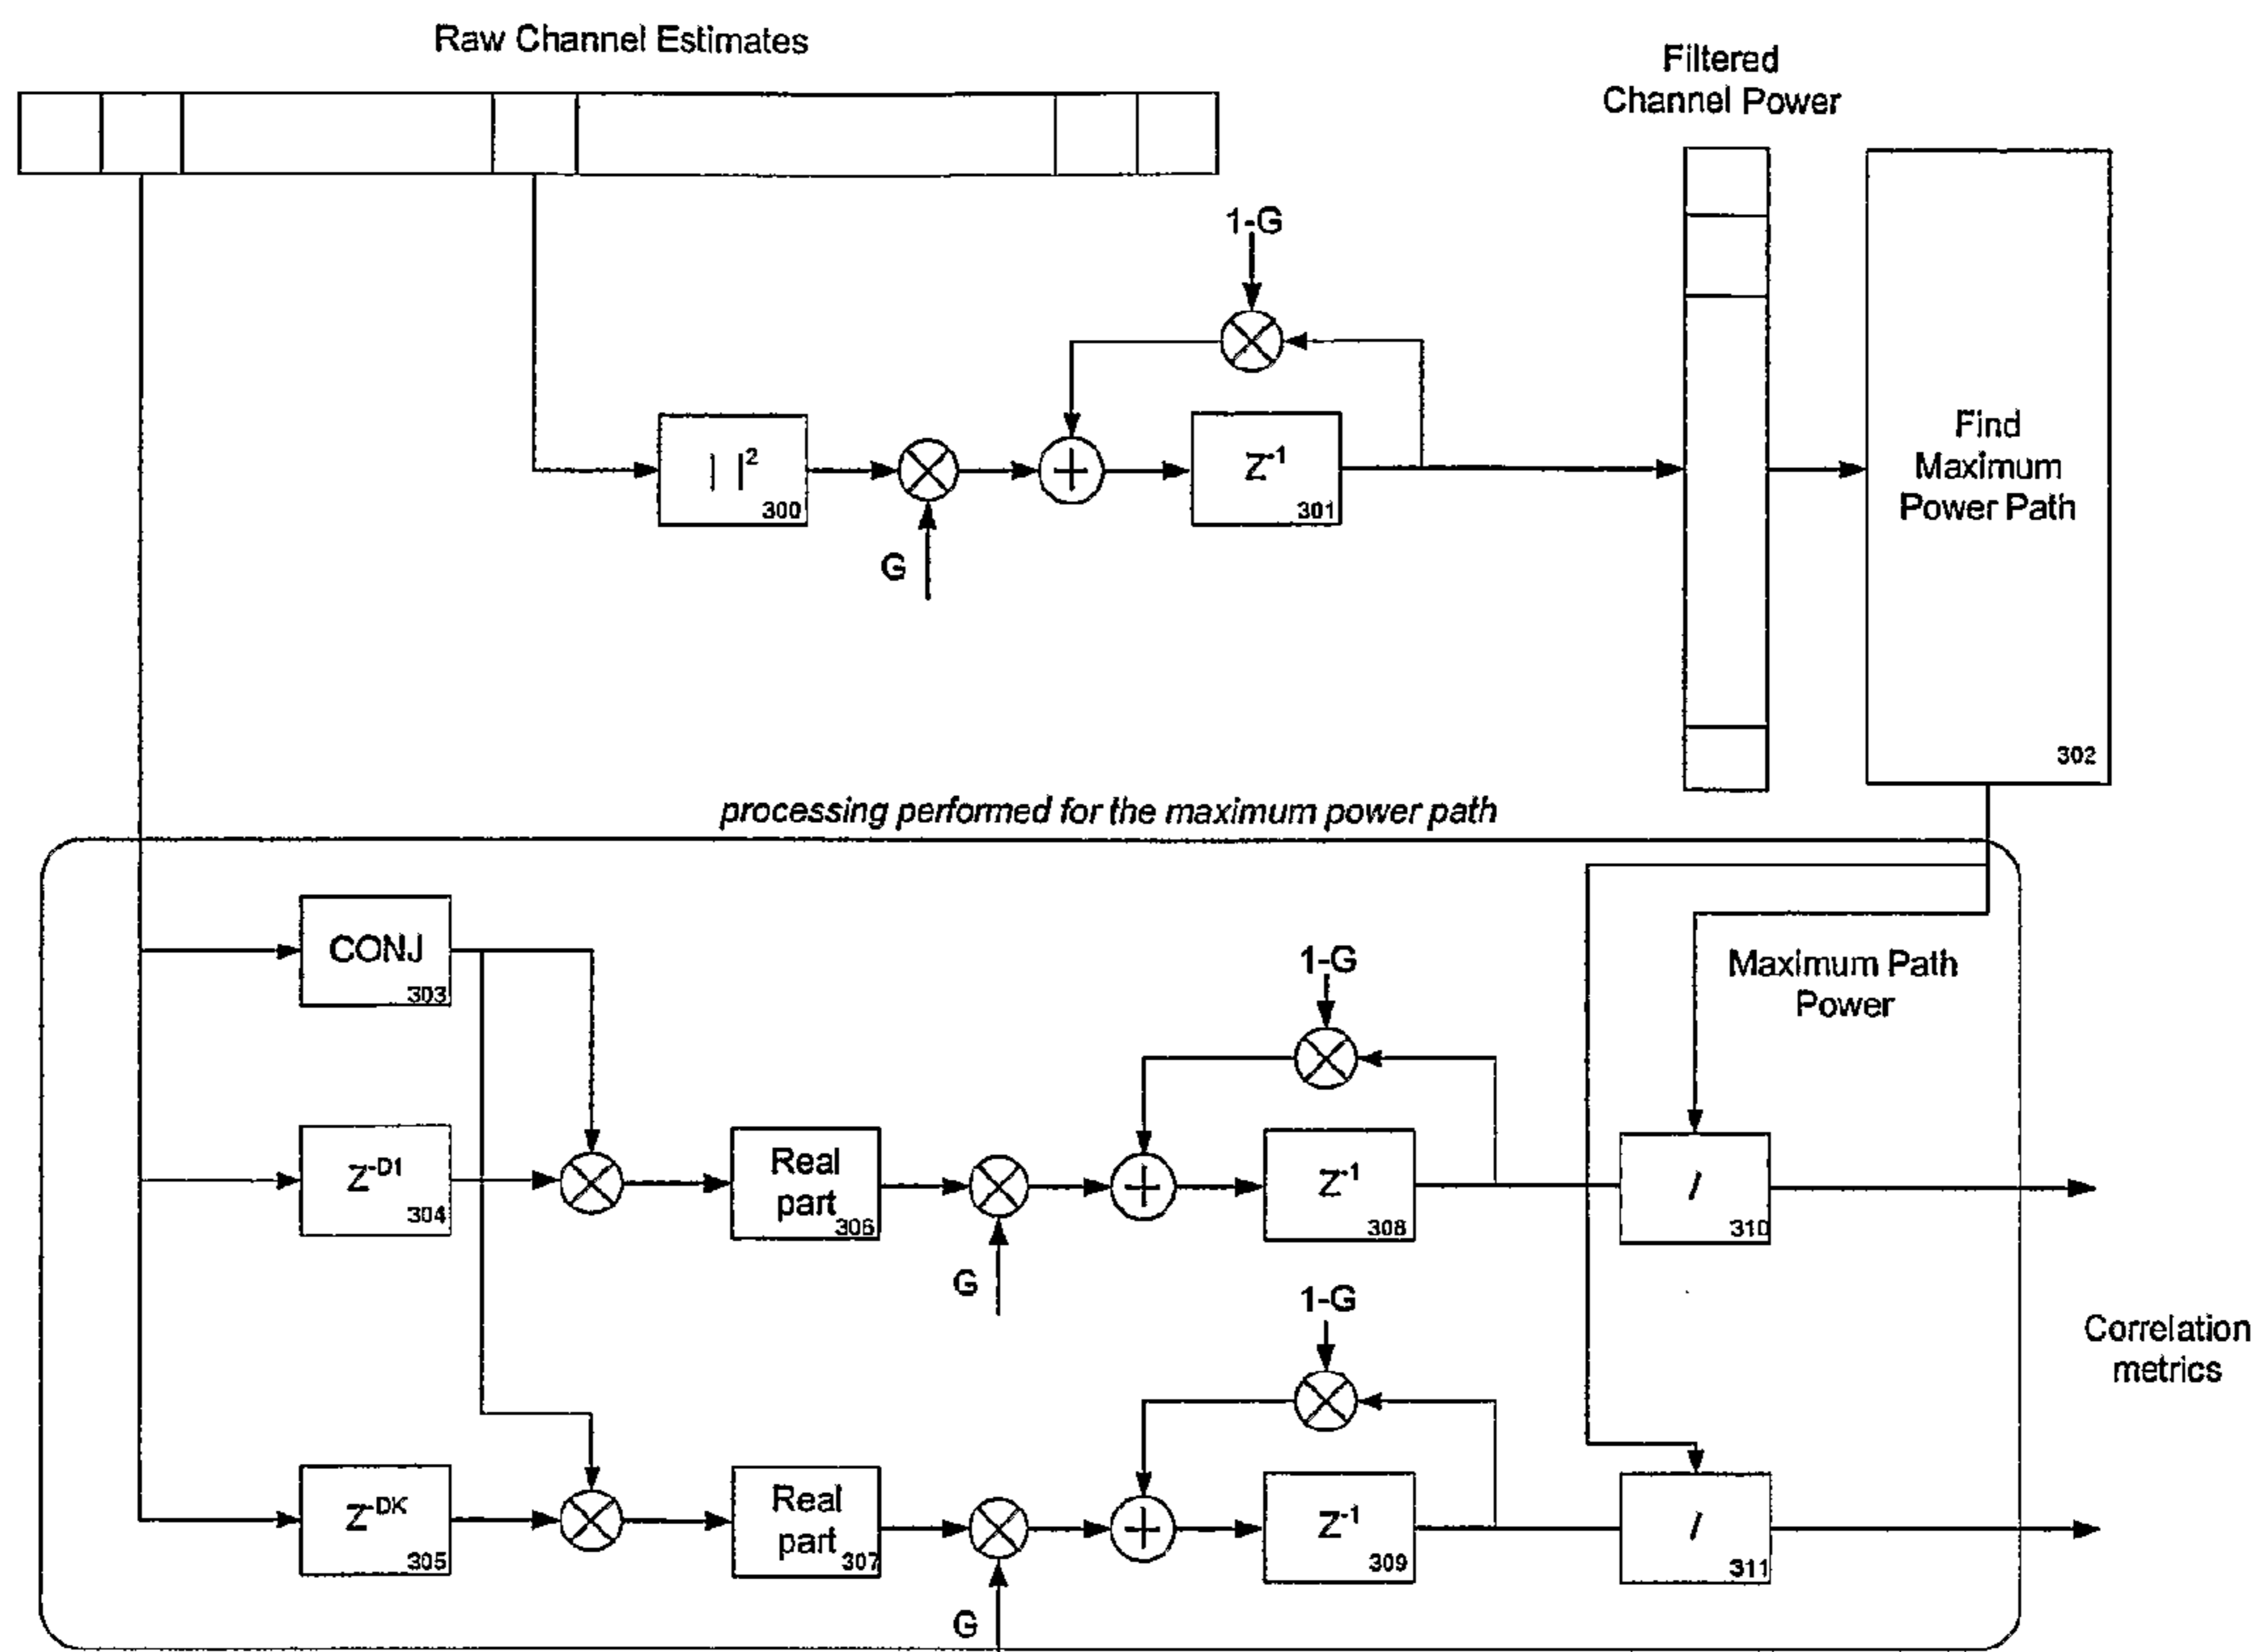 Raw Channel Estimates
Filtered
Channel Power
1-G
| |²
300
G
Z⁻¹
301
Find
Maximum
Power Path
302
processing performed for the maximum power path
CONJ
303
1-G
Maximum Path
Power
Z⁻ᴰ¹
304
Real
part
306
G
Z⁻¹
308
/
310
1-G
Correlation
metrics
Z⁻ᴰᴷ
305
Real
part
307
G
Z⁻¹
309
/
311